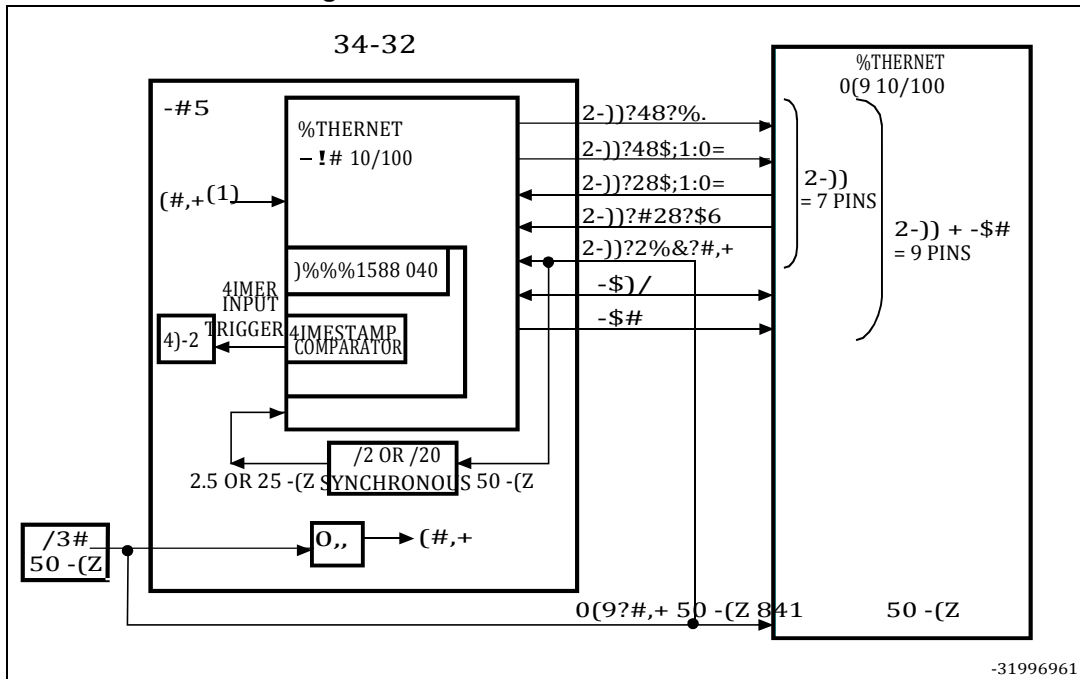 34-32
%THERNET
0(9 10/100
-#5
%THERNET
– !# 10/100
(#,+(1)
2-))?48?%.
2-))?48$;1:0=
2-))?28$;1:0=
2-))?#28?$6
2-))?2%&?#,+
-$)/
-$#
2-))
= 7 PINS
2-)) + -$#
= 9 PINS
)%%%1588 040
4IMER
INPUT
TRIGGER
4)-2
4IMESTAMP
COMPARATOR
/2 OR /20
2.5 OR 25 -(Z SYNCHRONOUS 50 -(Z
/3#
50 -(Z
O,,
(#,+
0(9?#,+ 50 -(Z 841
50 -(Z
-31996961